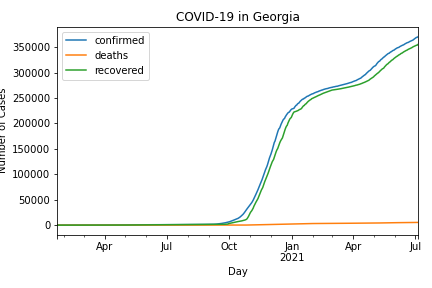 COVID-19 in Georgia
confirmed
deaths
recovered
350000
300000
250000
200000
150000
100000
50000
0
Number of Cases
Apr
Jul
Oct
Jan
2021
Apr
Jul
Day